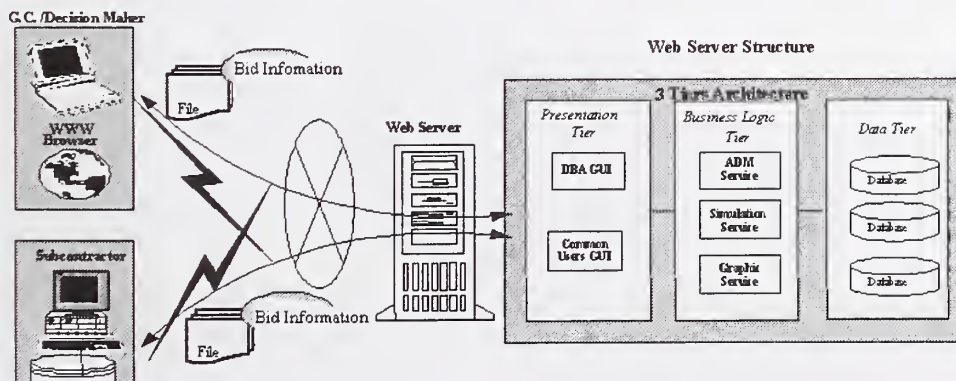 G.C./Decision Maker
WWW
Browser
File
Bid Infomation
Subcontractor
File
Bid Information
Web Server
Web Server Structure
3 Tiers Architecture
Presentation
Tier
DBA GUI
Common
Users GUI
Business Logic
Tier
ADM
Service
Simulation
Service
Graphic
Service
Data Tier
Database
Database
Database